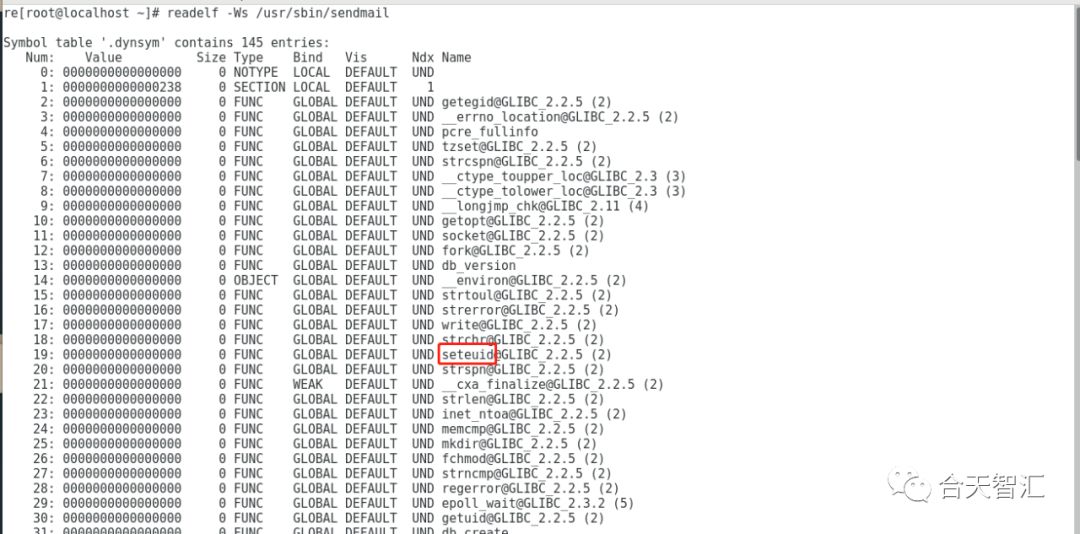 re[root@localhost ~]# readelf -Ws /usr/sbin/sendmail
Symbol table '.dynsym' contains 145 entries:
Num: Value Size Type Bind Vis Ndx Name
0: 0000000000000000 0 NOTYPE LOCAL DEFAULT UND
1: 0000000000000238 0 SECTION LOCAL DEFAULT 1
2: 0000000000000000 0 FUNC GLOBAL DEFAULT UND getegid@GLIBC_2.2.5 (2)
3: 0000000000000000 0 FUNC GLOBAL DEFAULT UND __errno_location@GLIBC_2.2.5 (2)
4: 0000000000000000 0 FUNC GLOBAL DEFAULT UND pcre_fullinfo
5: 0000000000000000 0 FUNC GLOBAL DEFAULT UND tzset@GLIBC_2.2.5 (2)
6: 0000000000000000 0 FUNC GLOBAL DEFAULT UND strcspn@GLIBC_2.2.5 (2)
7: 0000000000000000 0 FUNC GLOBAL DEFAULT UND __ctype_toupper_loc@GLIBC_2.3 (3)
8: 0000000000000000 0 FUNC GLOBAL DEFAULT UND __ctype_tolower_loc@GLIBC_2.3 (3)
9: 0000000000000000 0 FUNC GLOBAL DEFAULT UND __longjmp_chk@GLIBC_2.11 (4)
10: 0000000000000000 0 FUNC GLOBAL DEFAULT UND getopt@GLIBC_2.2.5 (2)
11: 0000000000000000 0 FUNC GLOBAL DEFAULT UND socket@GLIBC_2.2.5 (2)
12: 0000000000000000 0 FUNC GLOBAL DEFAULT UND fork@GLIBC_2.2.5 (2)
13: 0000000000000000 0 FUNC GLOBAL DEFAULT UND db_version
14: 0000000000000000 0 OBJECT GLOBAL DEFAULT UND __environ@GLIBC_2.2.5 (2)
15: 0000000000000000 0 FUNC GLOBAL DEFAULT UND strtoul@GLIBC_2.2.5 (2)
16: 0000000000000000 0 FUNC GLOBAL DEFAULT UND strerror@GLIBC_2.2.5 (2)
17: 0000000000000000 0 FUNC GLOBAL DEFAULT UND write@GLIBC_2.2.5 (2)
18: 0000000000000000 0 FUNC GLOBAL DEFAULT UND strchr@GLIBC_2.2.5 (2)
19: 0000000000000000 0 FUNC GLOBAL DEFAULT UND seteuid@GLIBC_2.2.5 (2)
20: 0000000000000000 0 FUNC GLOBAL DEFAULT UND strspn@GLIBC_2.2.5 (2)
21: 0000000000000000 0 FUNC WEAK DEFAULT UND __cxa_finalize@GLIBC_2.2.5 (2)
22: 0000000000000000 0 FUNC GLOBAL DEFAULT UND strlen@GLIBC_2.2.5 (2)
23: 0000000000000000 0 FUNC GLOBAL DEFAULT UND inet_ntoa@GLIBC_2.2.5 (2)
24: 0000000000000000 0 FUNC GLOBAL DEFAULT UND memcmp@GLIBC_2.2.5 (2)
25: 0000000000000000 0 FUNC GLOBAL DEFAULT UND mkdir@GLIBC_2.2.5 (2)
26: 0000000000000000 0 FUNC GLOBAL DEFAULT UND fchmod@GLIBC_2.2.5 (2)
27: 0000000000000000 0 FUNC GLOBAL DEFAULT UND strncmp@GLIBC_2.2.5 (2)
28: 0000000000000000 0 FUNC GLOBAL DEFAULT UND regerror@GLIBC_2.2.5 (2)
29: 0000000000000000 0 FUNC GLOBAL DEFAULT UND epoll_wait@GLIBC_2.3.2 (5)
30: 0000000000000000 0 FUNC GLOBAL DEFAULT UND getuid@GLIBC_2.2.5 (2)
31: 0000000000000000 0 FUNC GLOBAL DEFAULT UND db_create
合天智汇